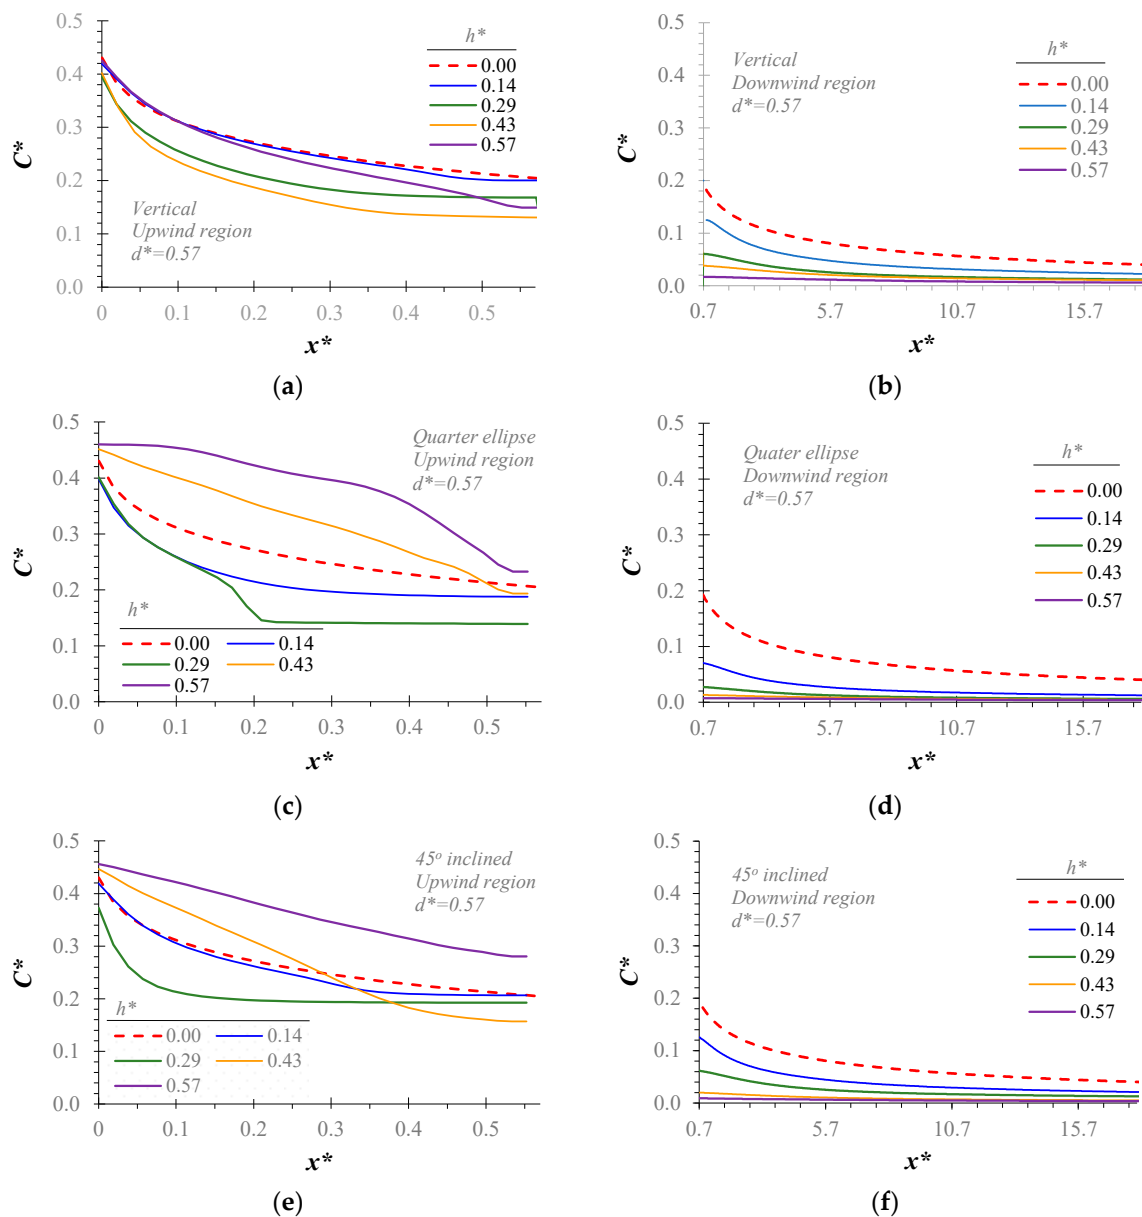 0.5
0.4
0.3
0.2
0.1
0.0
C*
h*
0.00
0.14
0.29
0.43
0.57
Vertical
Upwind region
d*=0.57
0
0.1
0.2
0.3
0.4
0.5
x*
(a)
0.5
0.4
0.3
0.2
0.1
0.0
C*
Vertical
Downwind region
d*=0.57
h*
0.00
0.14
0.29
0.43
0.57
0.7
5.7
10.7
15.7
x*
(b)
0.5
0.4
0.3
0.2
0.1
0.0
C*
Quarter ellipse
Upwind region
d*=0.57
h*
0.00
0.14
0.29
0.43
0.57
0
0.1
0.2
0.3
0.4
0.5
x*
(c)
0.5
0.4
0.3
0.2
0.1
0.0
C*
Quater ellipse
Downwind region
d*=0.57
h*
0.00
0.14
0.29
0.43
0.57
0.7
5.7
10.7
15.7
x*
(d)
0.5
0.4
0.3
0.2
0.1
0.0
C*
45º inclined
Upwind region
d*=0.57
h*
0.00
0.14
0.29
0.43
0.57
0
0.1
0.2
0.3
0.4
0.5
x*
(e)
0.5
0.4
0.3
0.2
0.1
0.0
C*
45º inclined
Downwind region
d*=0.57
h*
0.00
0.14
0.29
0.43
0.57
0.7
5.7
10.7
15.7
x*
(f)